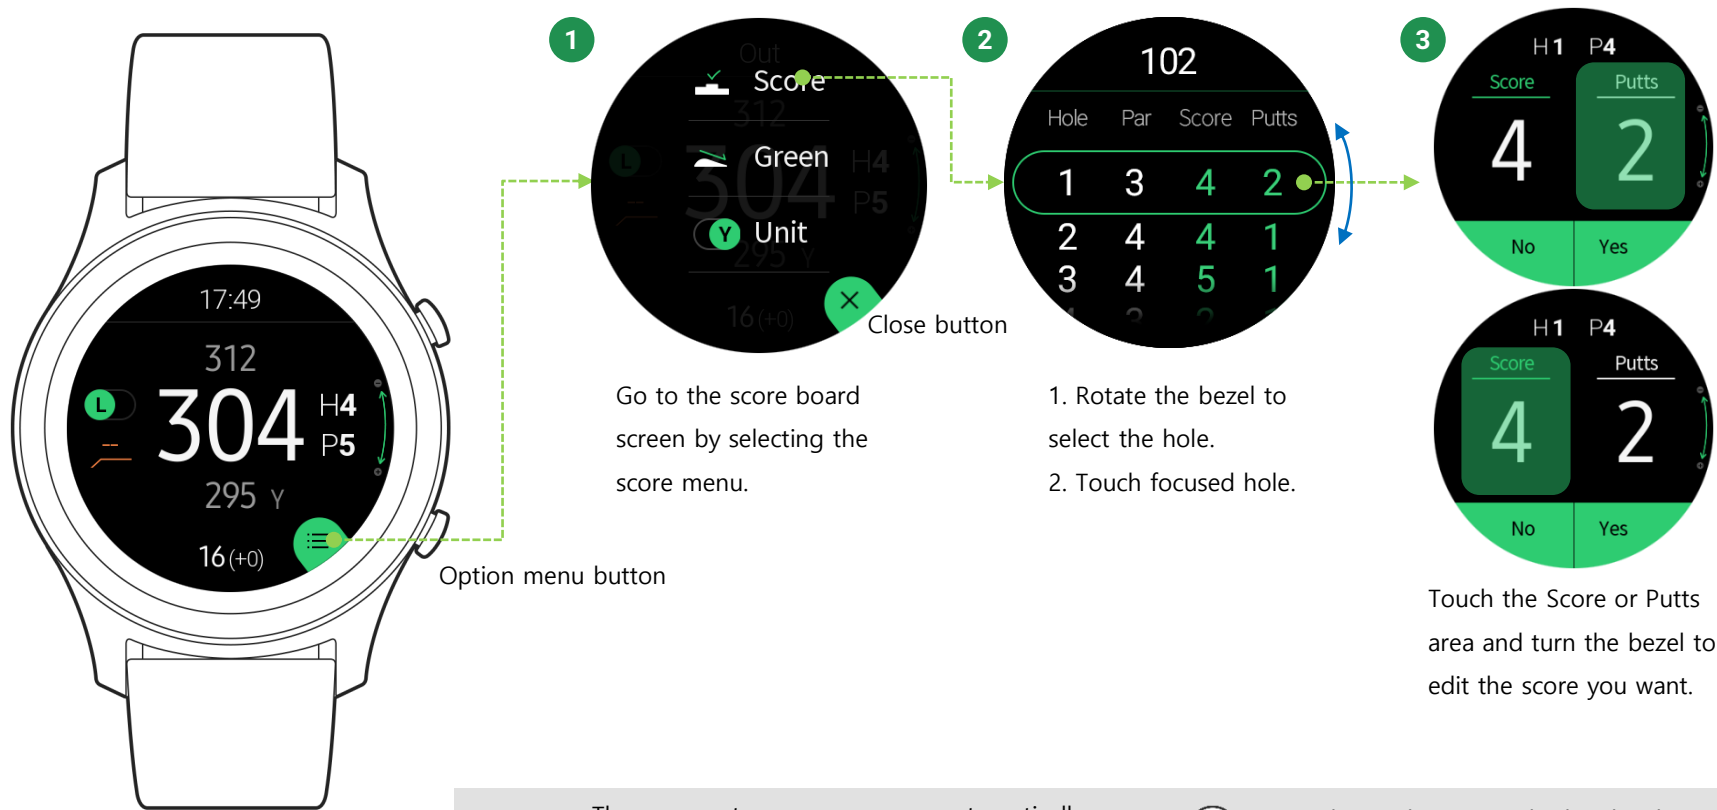 17:49
312
L
304
H4
--
P5
295 Y
16(+0)
Option menu button
1
Out
Score
312
L
Green
304
H4
P5
Y
Unit
295 Y
16(+0)
Close button
Go to the score board
screen by selecting the
score menu.
2
102
Hole Par Score Putts
1 3 4 2
2 4 4 1
3 4 5 1
1. Rotate the bezel to
select the hole.
2. Touch focused hole.
3
H1 P4
Score Putts
4 2
No Yes
H1 P4
Score Putts
4 2
No Yes
Touch the Score or Putts
area and turn the bezel to
edit the score you want.